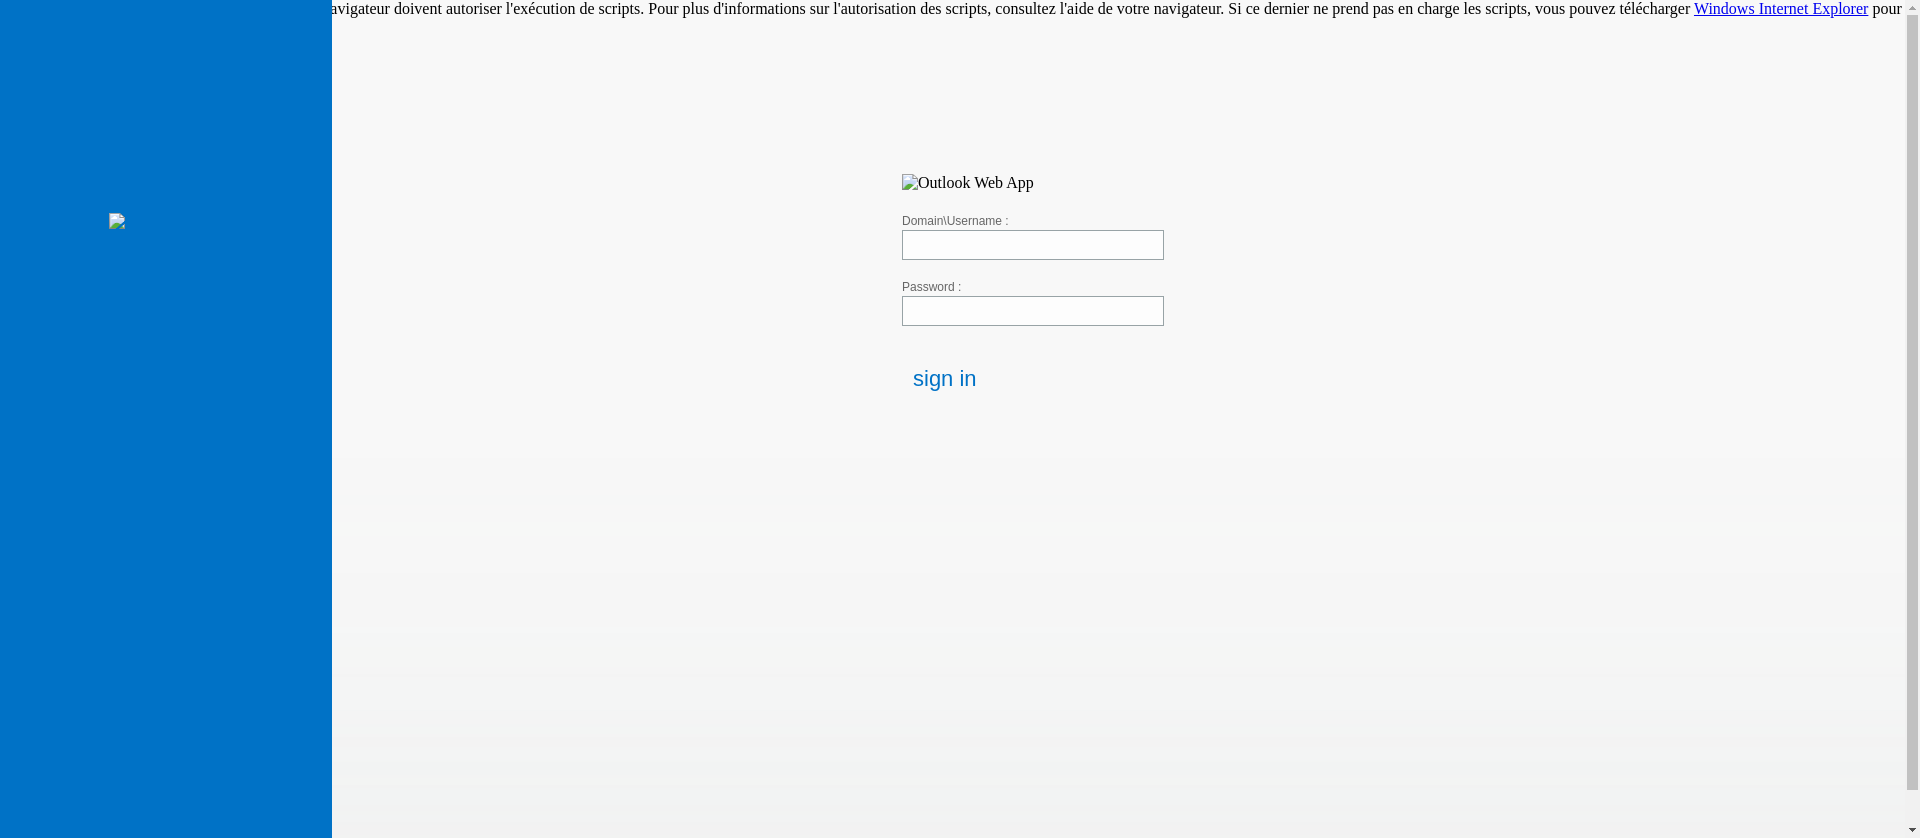 avigateur doivent autoriser l'exécution de scripts. Pour plus d'informations sur l'autorisation des scripts, consultez l'aide de votre navigateur. Si ce dernier ne prend pas en charge les scripts, vous pouvez télécharger Windows Internet Explorer pour
Outlook Web App
Domain\Username :
Password :
sign in